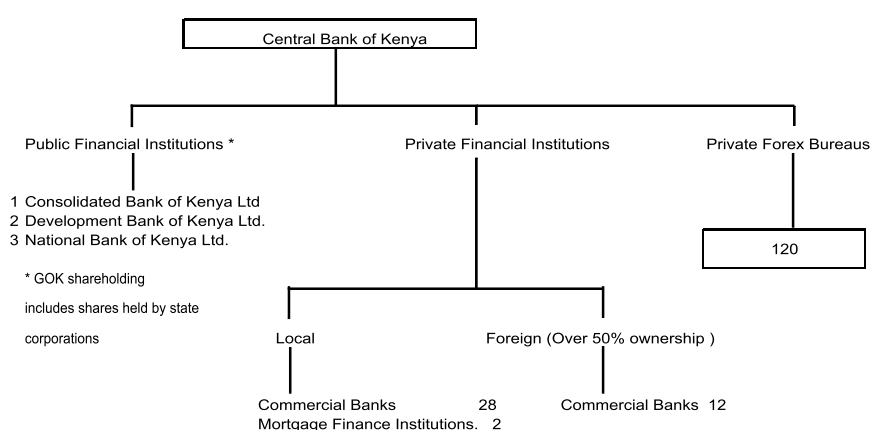 Central Bank of Kenya
Public Financial Institutions *
Private Financial Institutions
Private Forex Bureaus
1 Consolidated Bank of Kenya Ltd
2 Development Bank of Kenya Ltd.
3 National Bank of Kenya Ltd.
120
* GOK shareholding
includes shares held by state
corporations
Local
Foreign (Over 50% ownership )
Commercial Banks 28
Mortgage Finance Institutions. 2
Commercial Banks 12